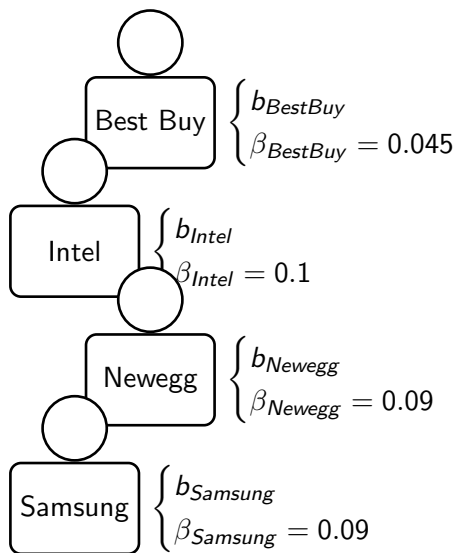 Best Buy
b_BestBuy
β_BestBuy = 0.045
Intel
b_Intel
β_Intel = 0.1
Newegg
b_Newegg
β_Newegg = 0.09
Samsung
b_Samsung
β_Samsung = 0.09